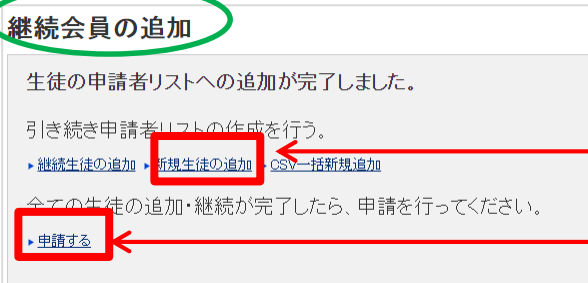 継続会員の追加
生徒の申請者リストへの追加が完了しました。
引き続き申請者リストの作成を行う。
継続生徒の追加 新規生徒の追加 CSV一括新規追加
全ての生徒の追加・継続が完了したら、申請を行ってください。
申請する